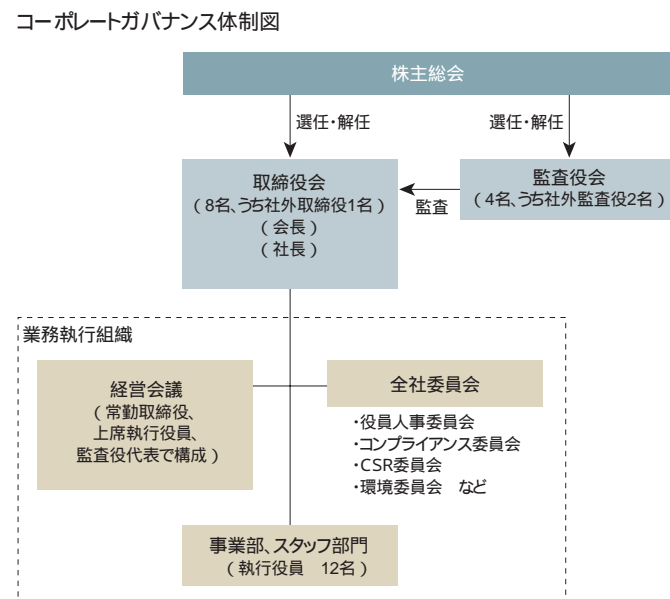 コーポレートガバナンス体制図
株主総会
選任・解任
選任・解任
取締役会
(8名、うち社外取締役1名)
(会長)
(社長)
監査
監査役会
(4名、うち社外監査役2名)
業務執行組織
経営会議
(常勤取締役、
上席執行役員、
監査役代表で構成)
全社委員会
・役員人事委員会
・コンプライアンス委員会
・CSR委員会
・環境委員会 など
事業部、スタッフ部門
(執行役員 12名)